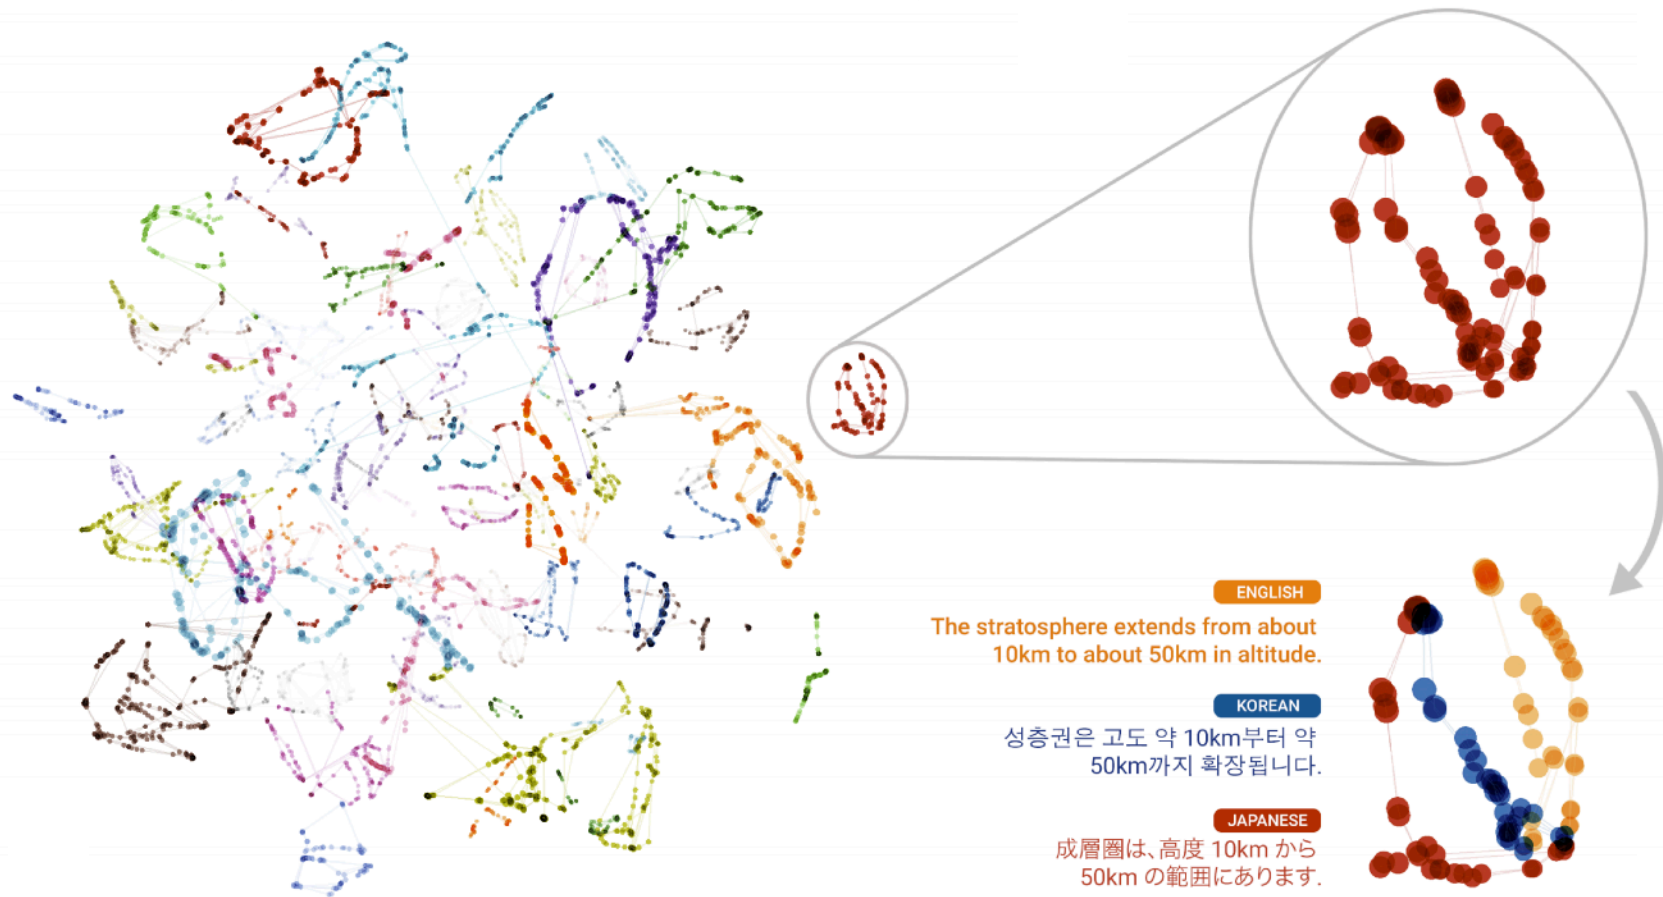 ENGLISH
The stratosphere extends from about
10km to about 50km in altitude.
KOREAN
성층권은 고도 약 10km부터 약
50km까지 확장됩니다.
JAPANESE
成層圏は、高度 10km から
50km の範囲にあります。